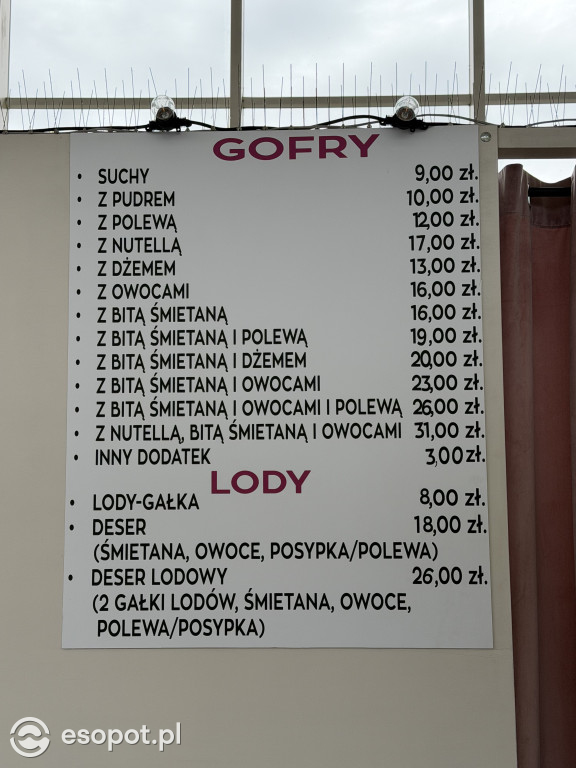 GOFRY
• SUCHY 9,00 zł.
• Z PUDREM 10,00 zł.
• Z POLEWĄ 12,00 zł.
• Z NUTELLĄ 17,00 zł.
• Z DŻEMEM 13,00 zł.
• Z OWOCAMI 16,00 zł.
• Z BITĄ ŚMIETANĄ 16,00 zł.
• Z BITĄ ŚMIETANĄ I POLEWĄ 19,00 zł.
• Z BITĄ ŚMIETANĄ I DŻEMEM 20,00 zł.
• Z BITĄ ŚMIETANĄ I OWOCAMI 23,00 zł.
• Z BITĄ ŚMIETANĄ I OWOCAMI I POLEWĄ 26,00 zł.
• Z NUTELLĄ, BITĄ ŚMIETANĄ I OWOCAMI 31,00 zł.
• INNY DODATEK 3,00 zł.
LODY
• LODY-GAŁKA 8,00 zł.
• DESER 18,00 zł.
(ŚMIETANA, OWOCE, POSYPKA/POLEWA)
• DESER LODOWY 26,00 zł.
(2 GAŁKI LODÓW, ŚMIETANA, OWOCE,
POLEWA/POSYPKA)
esopot.pl